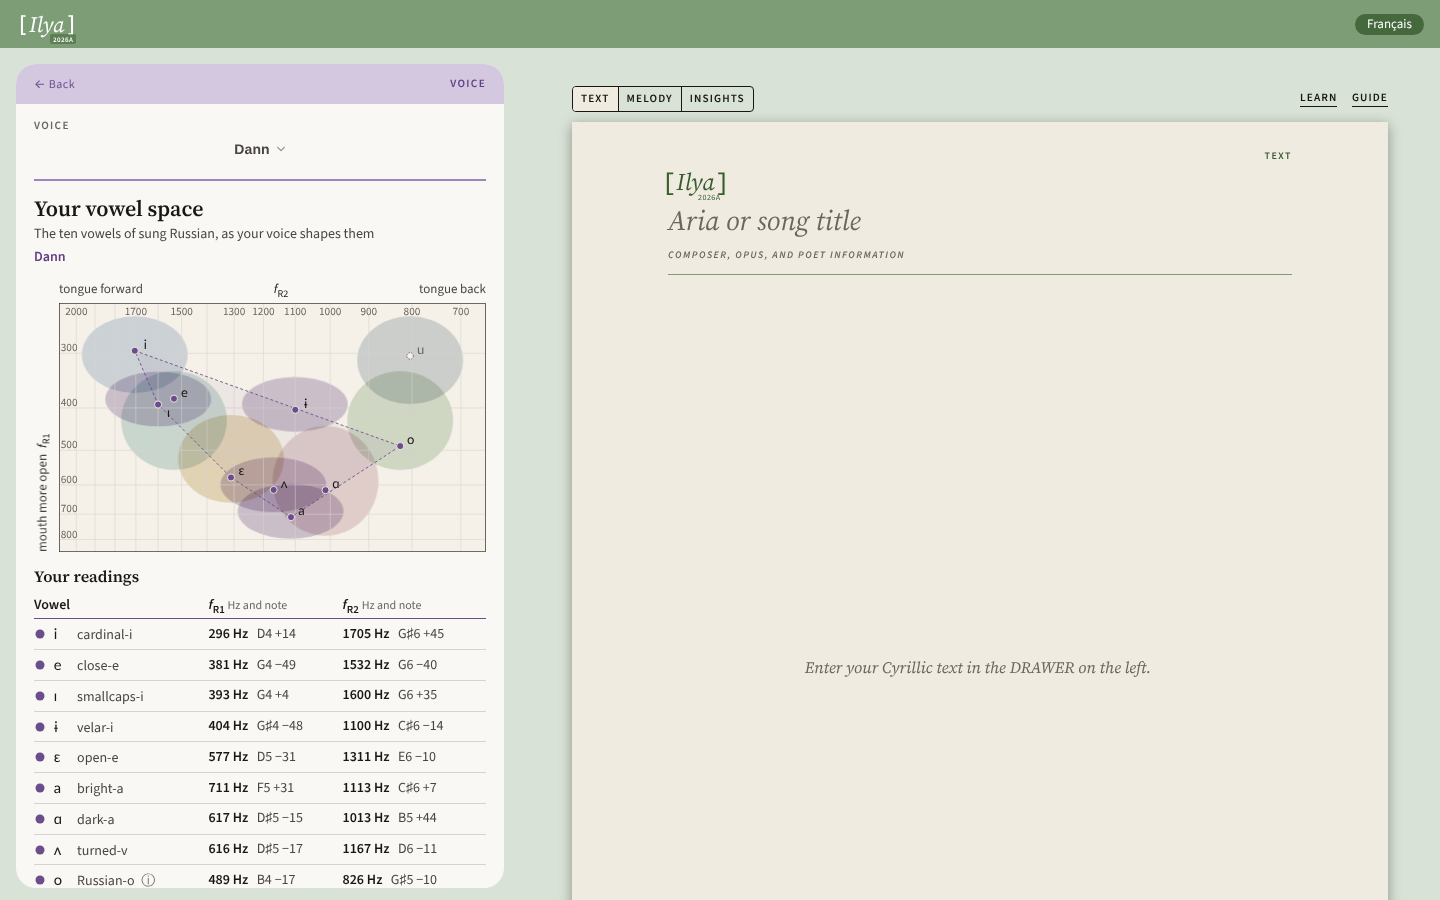 [Ilya]
2026A
Français
← Back
VOICE
VOICE
Dann
Your vowel space
The ten vowels of sung Russian, as your voice shapes them
Dann
tongue forward fR2 tongue back
2000 1700 1500 1300 1200 1100 1000 900 800 700
300
400
500
600
700
800
mouth more open fR1
i
u
e
ɪ
ɨ
o
ɛ
ʌ
ɑ
a
Your readings
Vowel fR1 Hz and note fR2 Hz and note
i cardinal-i 296 Hz D4 +14 1705 Hz G♯6 +45
e close-e 381 Hz G4 −49 1532 Hz G6 −40
ɪ smallcaps-i 393 Hz G4 +4 1600 Hz G6 +35
ɨ velar-i 404 Hz G♯4 −48 1100 Hz C♯6 −14
ɛ open-e 577 Hz D5 −31 1311 Hz E6 −10
a bright-a 711 Hz F5 +31 1113 Hz C♯6 +7
ɑ dark-a 617 Hz D♯5 −15 1013 Hz B5 +44
ʌ turned-v 616 Hz D♯5 −17 1167 Hz D6 −11
o Russian-o ⓘ 489 Hz B4 −17 826 Hz G♯5 −10
TEXT MELODY INSIGHTS
LEARN GUIDE
TEXT
[Ilya]
2026A
Aria or song title
COMPOSER, OPUS, AND POET INFORMATION
Enter your Cyrillic text in the DRAWER on the left.